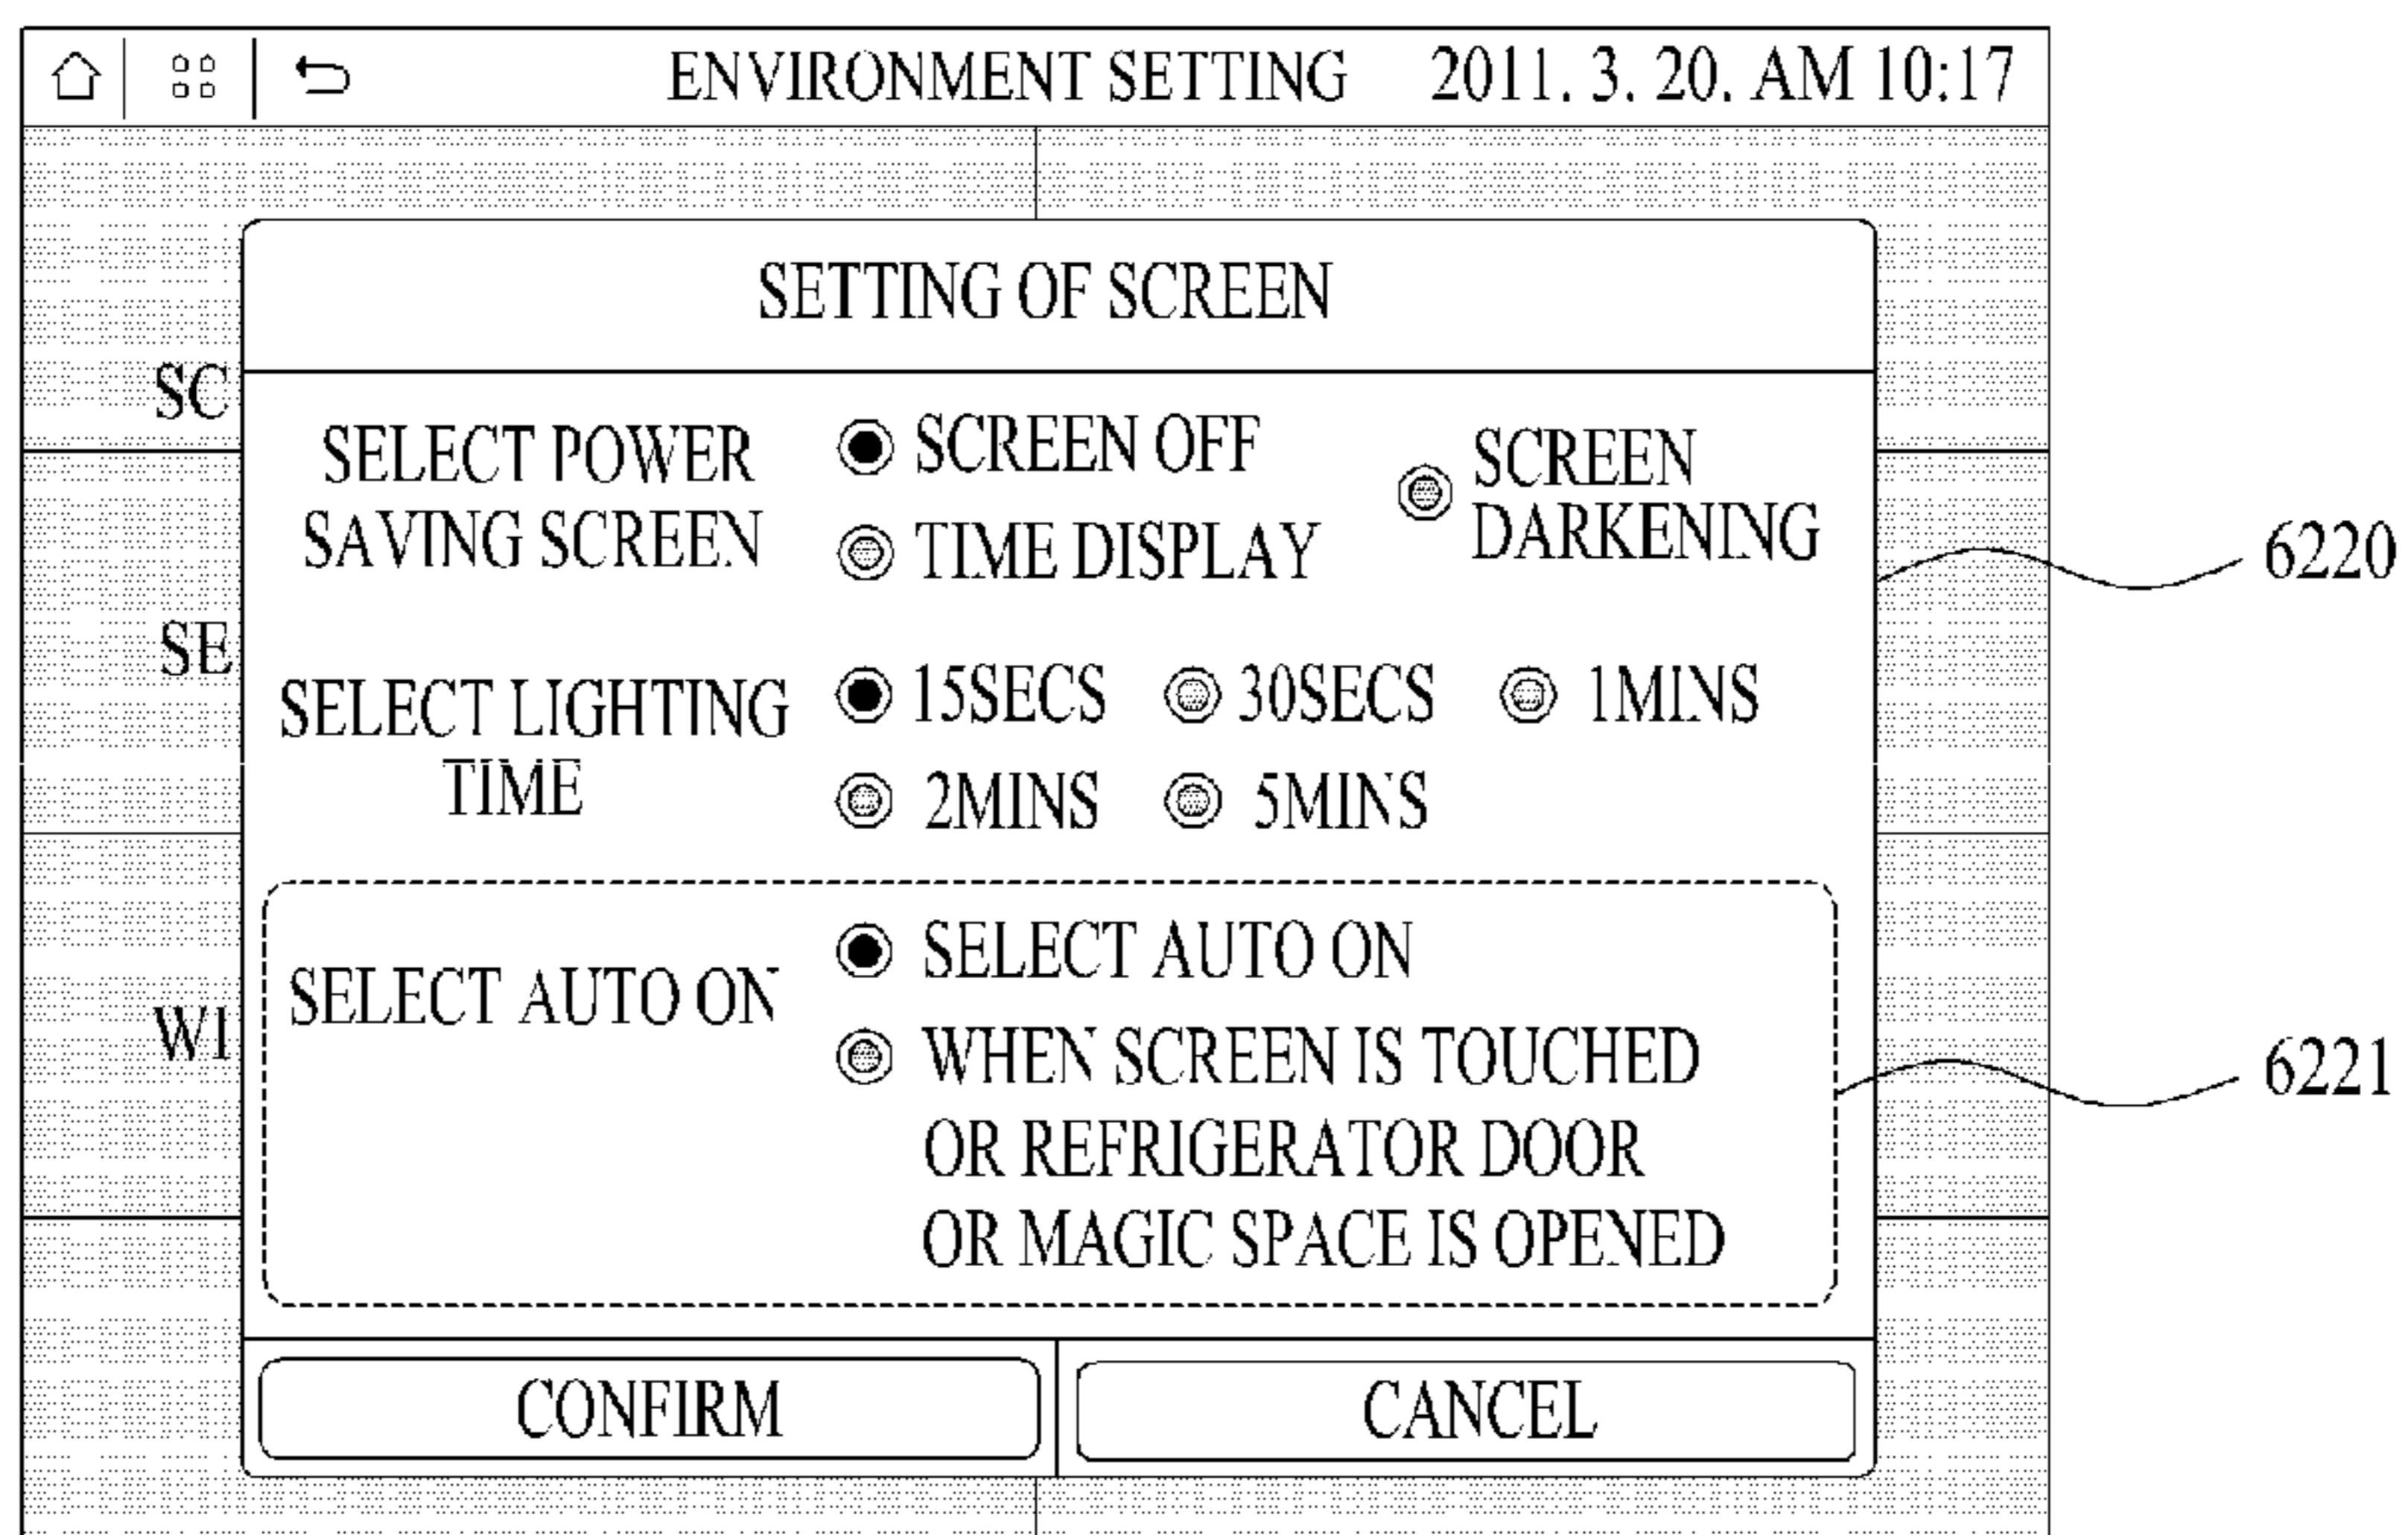 ENVIRONMENT SETTING 2011. 3. 20. AM 10:17
SETTING OF SCREEN
SC
SELECT POWER
SAVING SCREEN
SCREEN OFF
TIME DISPLAY
SCREEN
DARKENING
6220
SE
SELECT LIGHTING
TIME
15SECS 30SECS 1MINS
2MINS 5MINS
WI
SELECT AUTO ON
SELECT AUTO ON
WHEN SCREEN IS TOUCHED
OR REFRIGERATOR DOOR
OR MAGIC SPACE IS OPENED
6221
CONFIRM CANCEL